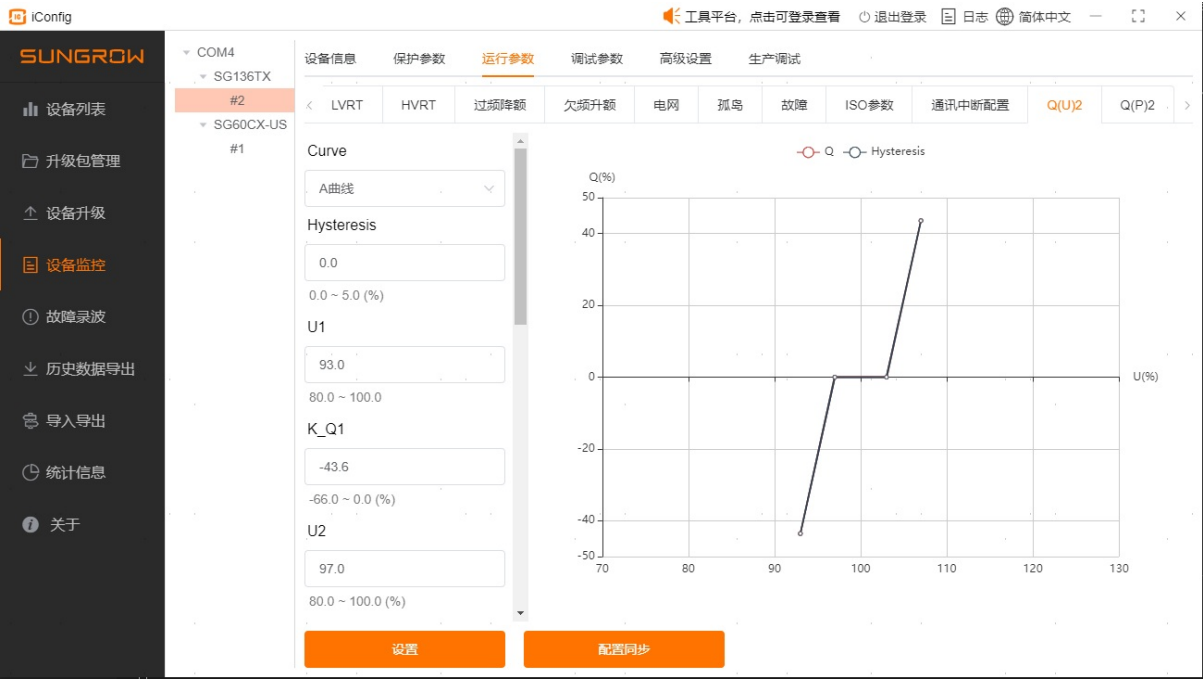 iConfig
工具平台，点击可登录查看
退出登录
日志
简体中文
SUNGROW
设备列表
升级包管理
设备升级
设备监控
故障录波
历史数据导出
导入导出
统计信息
关于
COM4
SG136TX
#2
SG60CX-US
#1
设备信息
保护参数
运行参数
调试参数
高级设置
生产调试
LVRT
HVRT
过频降额
欠频升额
电网
孤岛
故障
ISO参数
通讯中断配置
Q(U)2
Q(P)2
Curve
A曲线
Hysteresis
0.0
0.0 ~ 5.0 (%)
U1
93.0
80.0 ~ 100.0
K_Q1
-43.6
-66.0 ~ 0.0 (%)
U2
97.0
80.0 ~ 100.0 (%)
设置
配置同步
Q
Hysteresis
Q(%)
50
40
20
0
-20
-40
-50
U(%)
70
80
90
100
110
120
130